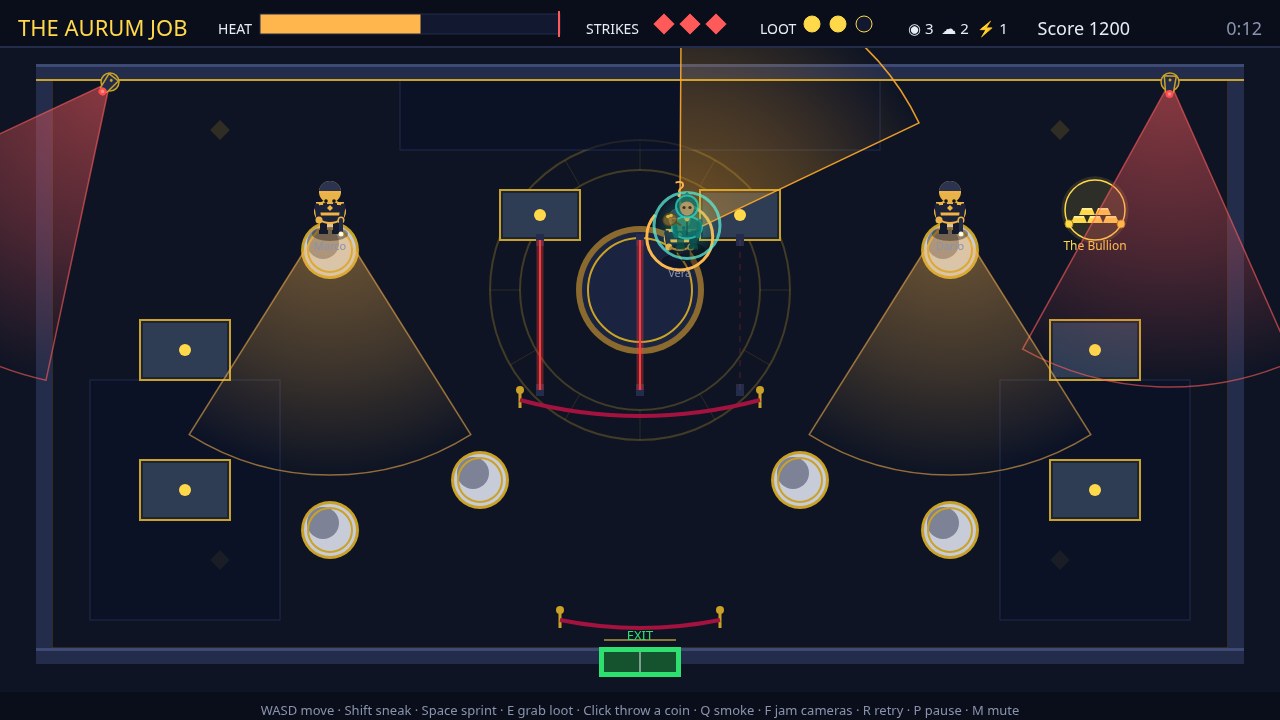 THE AURUM JOB
HEAT
STRIKES
LOOT
◉ 3 ☁ 2 ⚡ 1
Score 1200
0:12
?
The Bullion
Vera
EXIT
WASD move · Shift sneak · Space sprint · E grab loot · Click throw a coin · Q smoke · F jam cameras · R retry · P pause · M mute